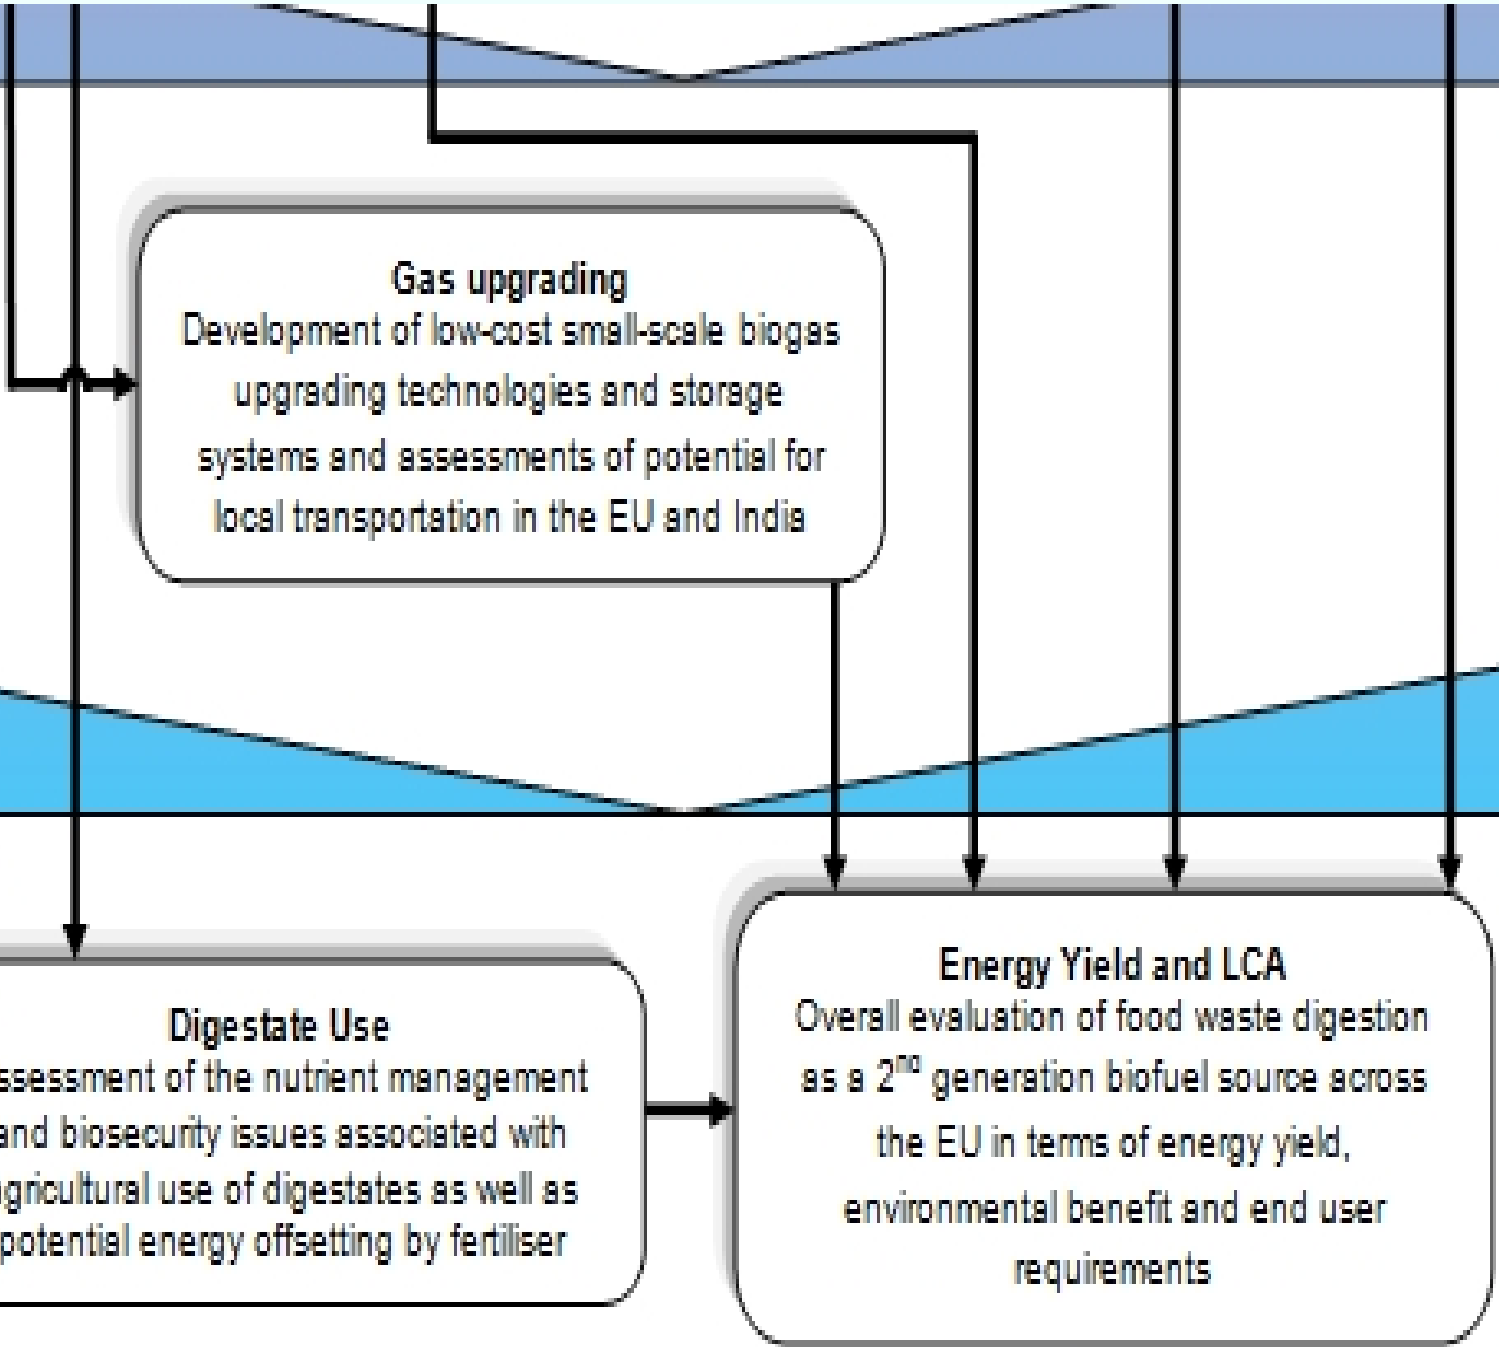 Gas upgrading
Development of low-cost small-scale biogas
upgrading technologies and storage
systems and assessments of potential for
local transportation in the EU and India
Digestate Use
ssessment of the nutrient management
and biosecurity issues associated with
agricultural use of digestates as well as
potential energy offsetting by fertiliser
Energy Yield and LCA
Overall evaluation of food waste digestion
as a 2nd generation biofuel source across
the EU in terms of energy yield,
environmental benefit and end user
requirements